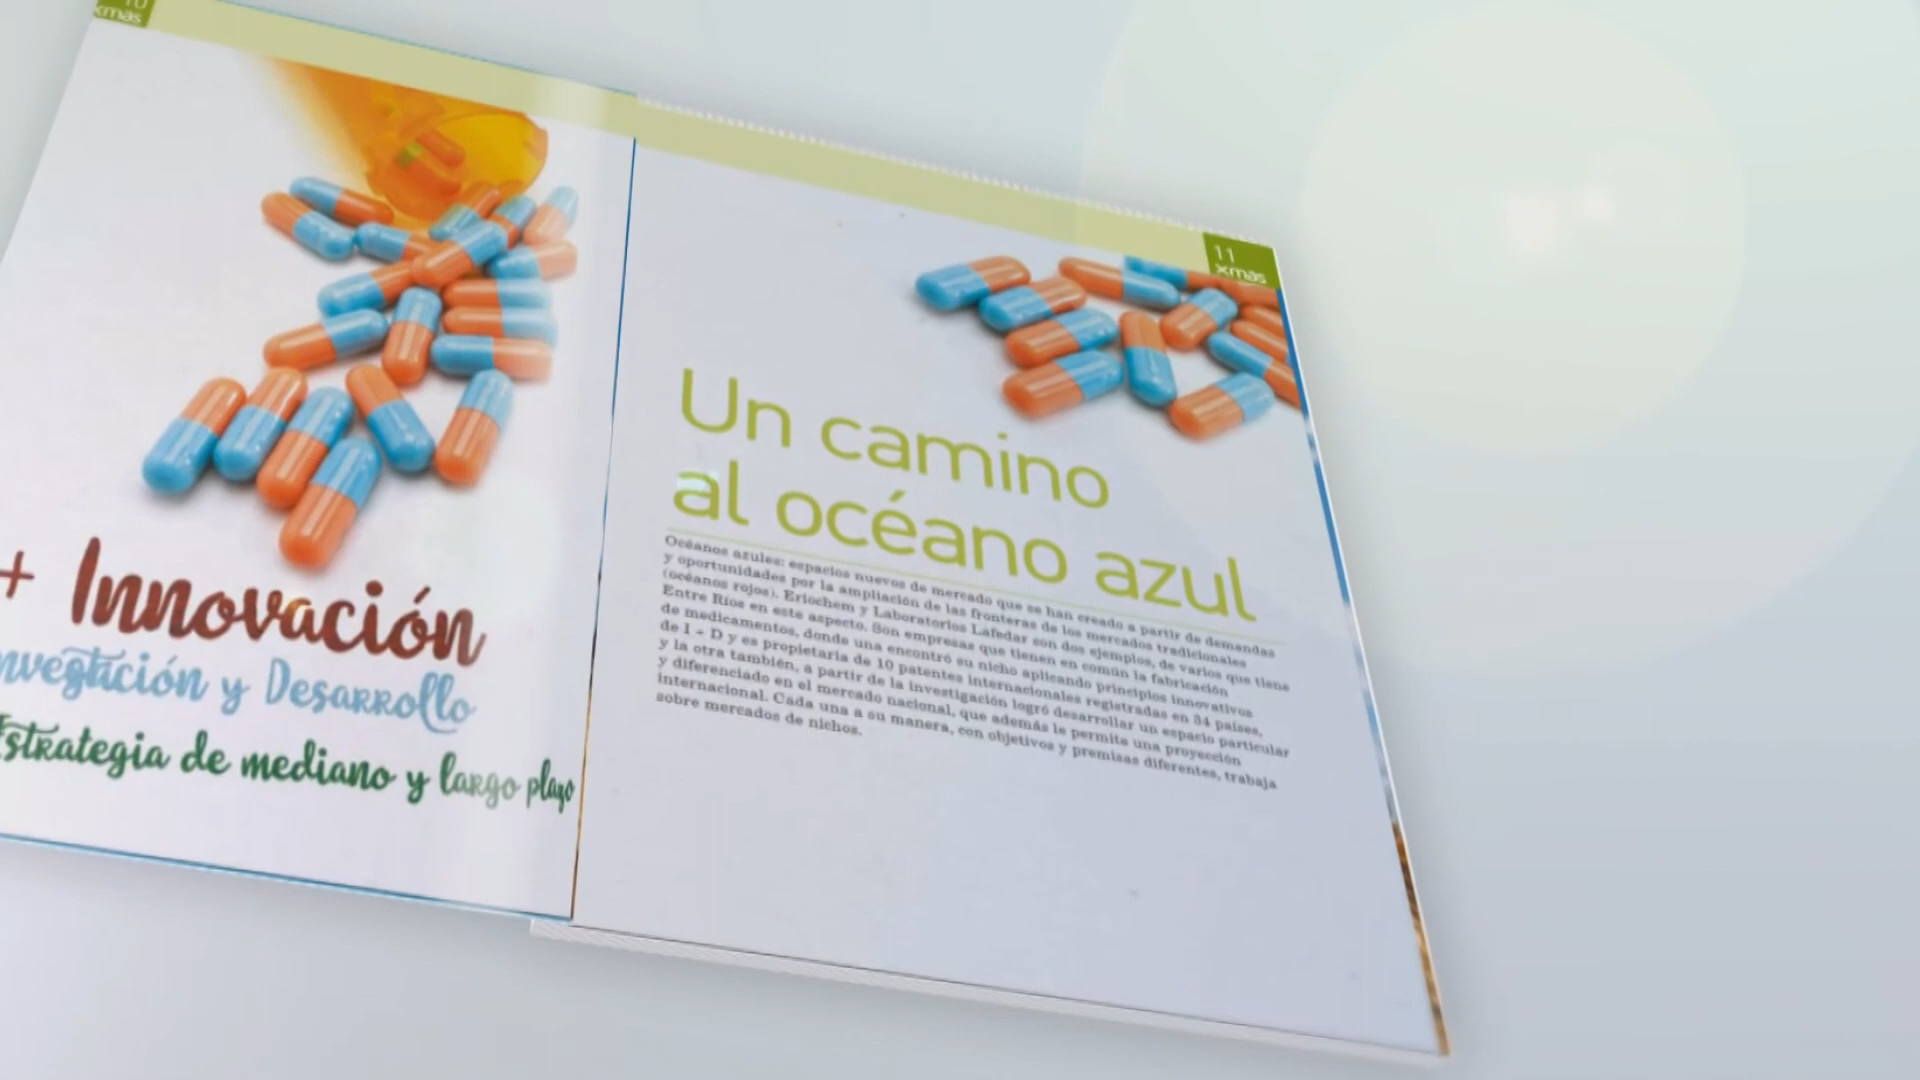 10
xmas
+ Innovación
Investicación y Desarrollo
Estrategia de mediano y largo plazo
11
xmas
Un camino
al océano azul
Océanos azules: espacios nuevos de mercado que se han creado a partir de demandas
y oportunidades por la ampliación de las fronteras de los mercados tradicionales
(océanos rojos). Eriochem y Laboratorios Lafedar son dos ejemplos, de varios que tiene
Entre Ríos en este aspecto. Son empresas que tienen en común la fabricación
de medicamentos, donde una encontró su nicho aplicando principios innovativos
de I + D y es propietaria de 10 patentes internacionales registradas en 34 países,
y la otra también, a partir de la investigación logró desarrollar un espacio particular
y diferenciado en el mercado nacional, que además le permite una proyección
internacional. Cada una a su manera, con objetivos y premisas diferentes, trabaja
sobre mercados de nichos.